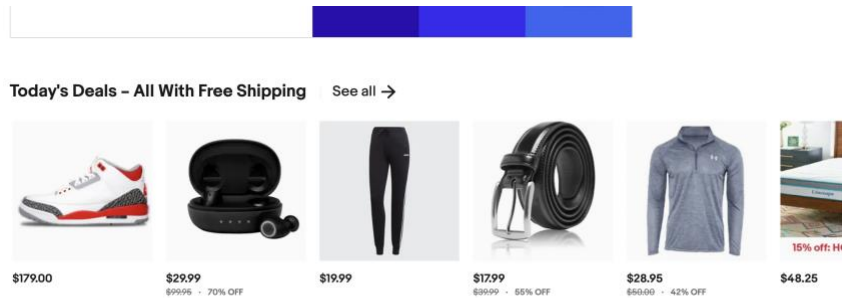 Today's Deals – All With Free Shipping
See all →
15% off: H
$179.00
$29.99
$99.95 · 70% OFF
$19.99
$17.99
$39.99 · 55% OFF
$28.95
$50.00 · 42% OFF
$48.25